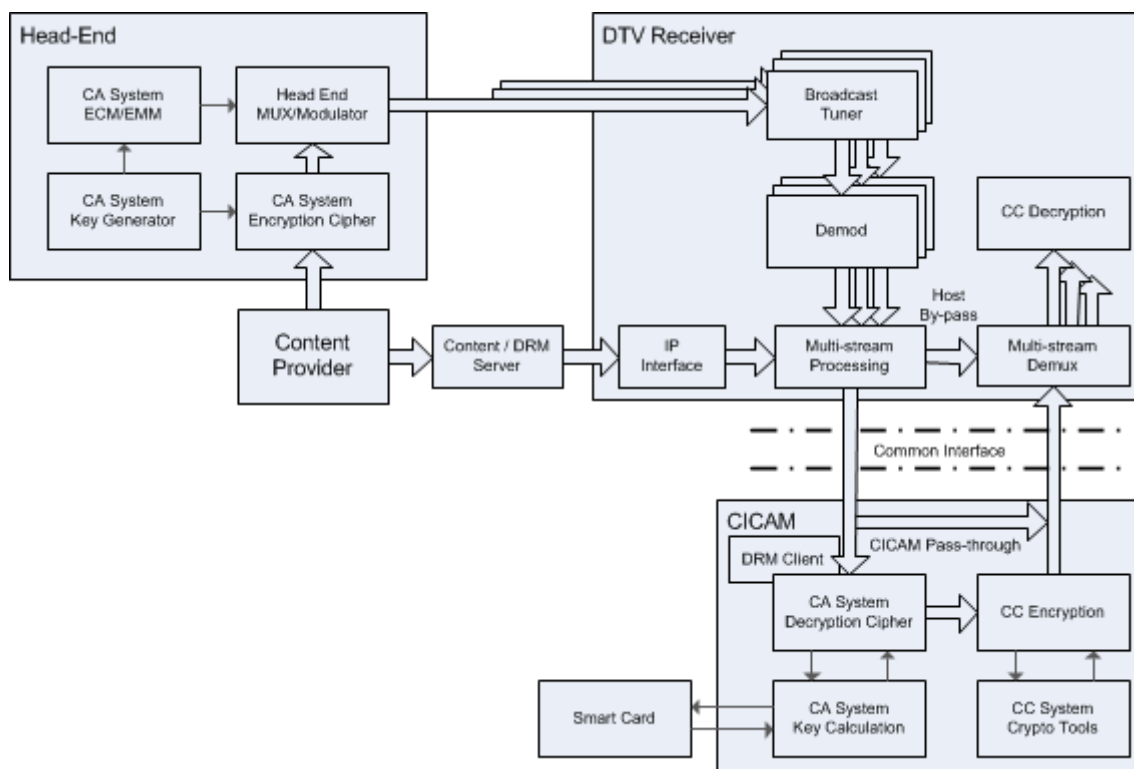 Head-End
CA System
ECM/EMM
Head End
MUX/Modulator
CA System
Key Generator
CA System
Encryption Cipher
Content
Provider
Content / DRM
Server
DTV Receiver
Broadcast
Tuner
Demod
CC Decryption
Host
By-pass
IP
Interface
Multi-stream
Processing
Multi-stream
Demux
Common Interface
CICAM
CICAM Pass-through
DRM Client
CA System
Decryption Cipher
CC Encryption
Smart Card
CA System
Key Calculation
CC System
Crypto Tools